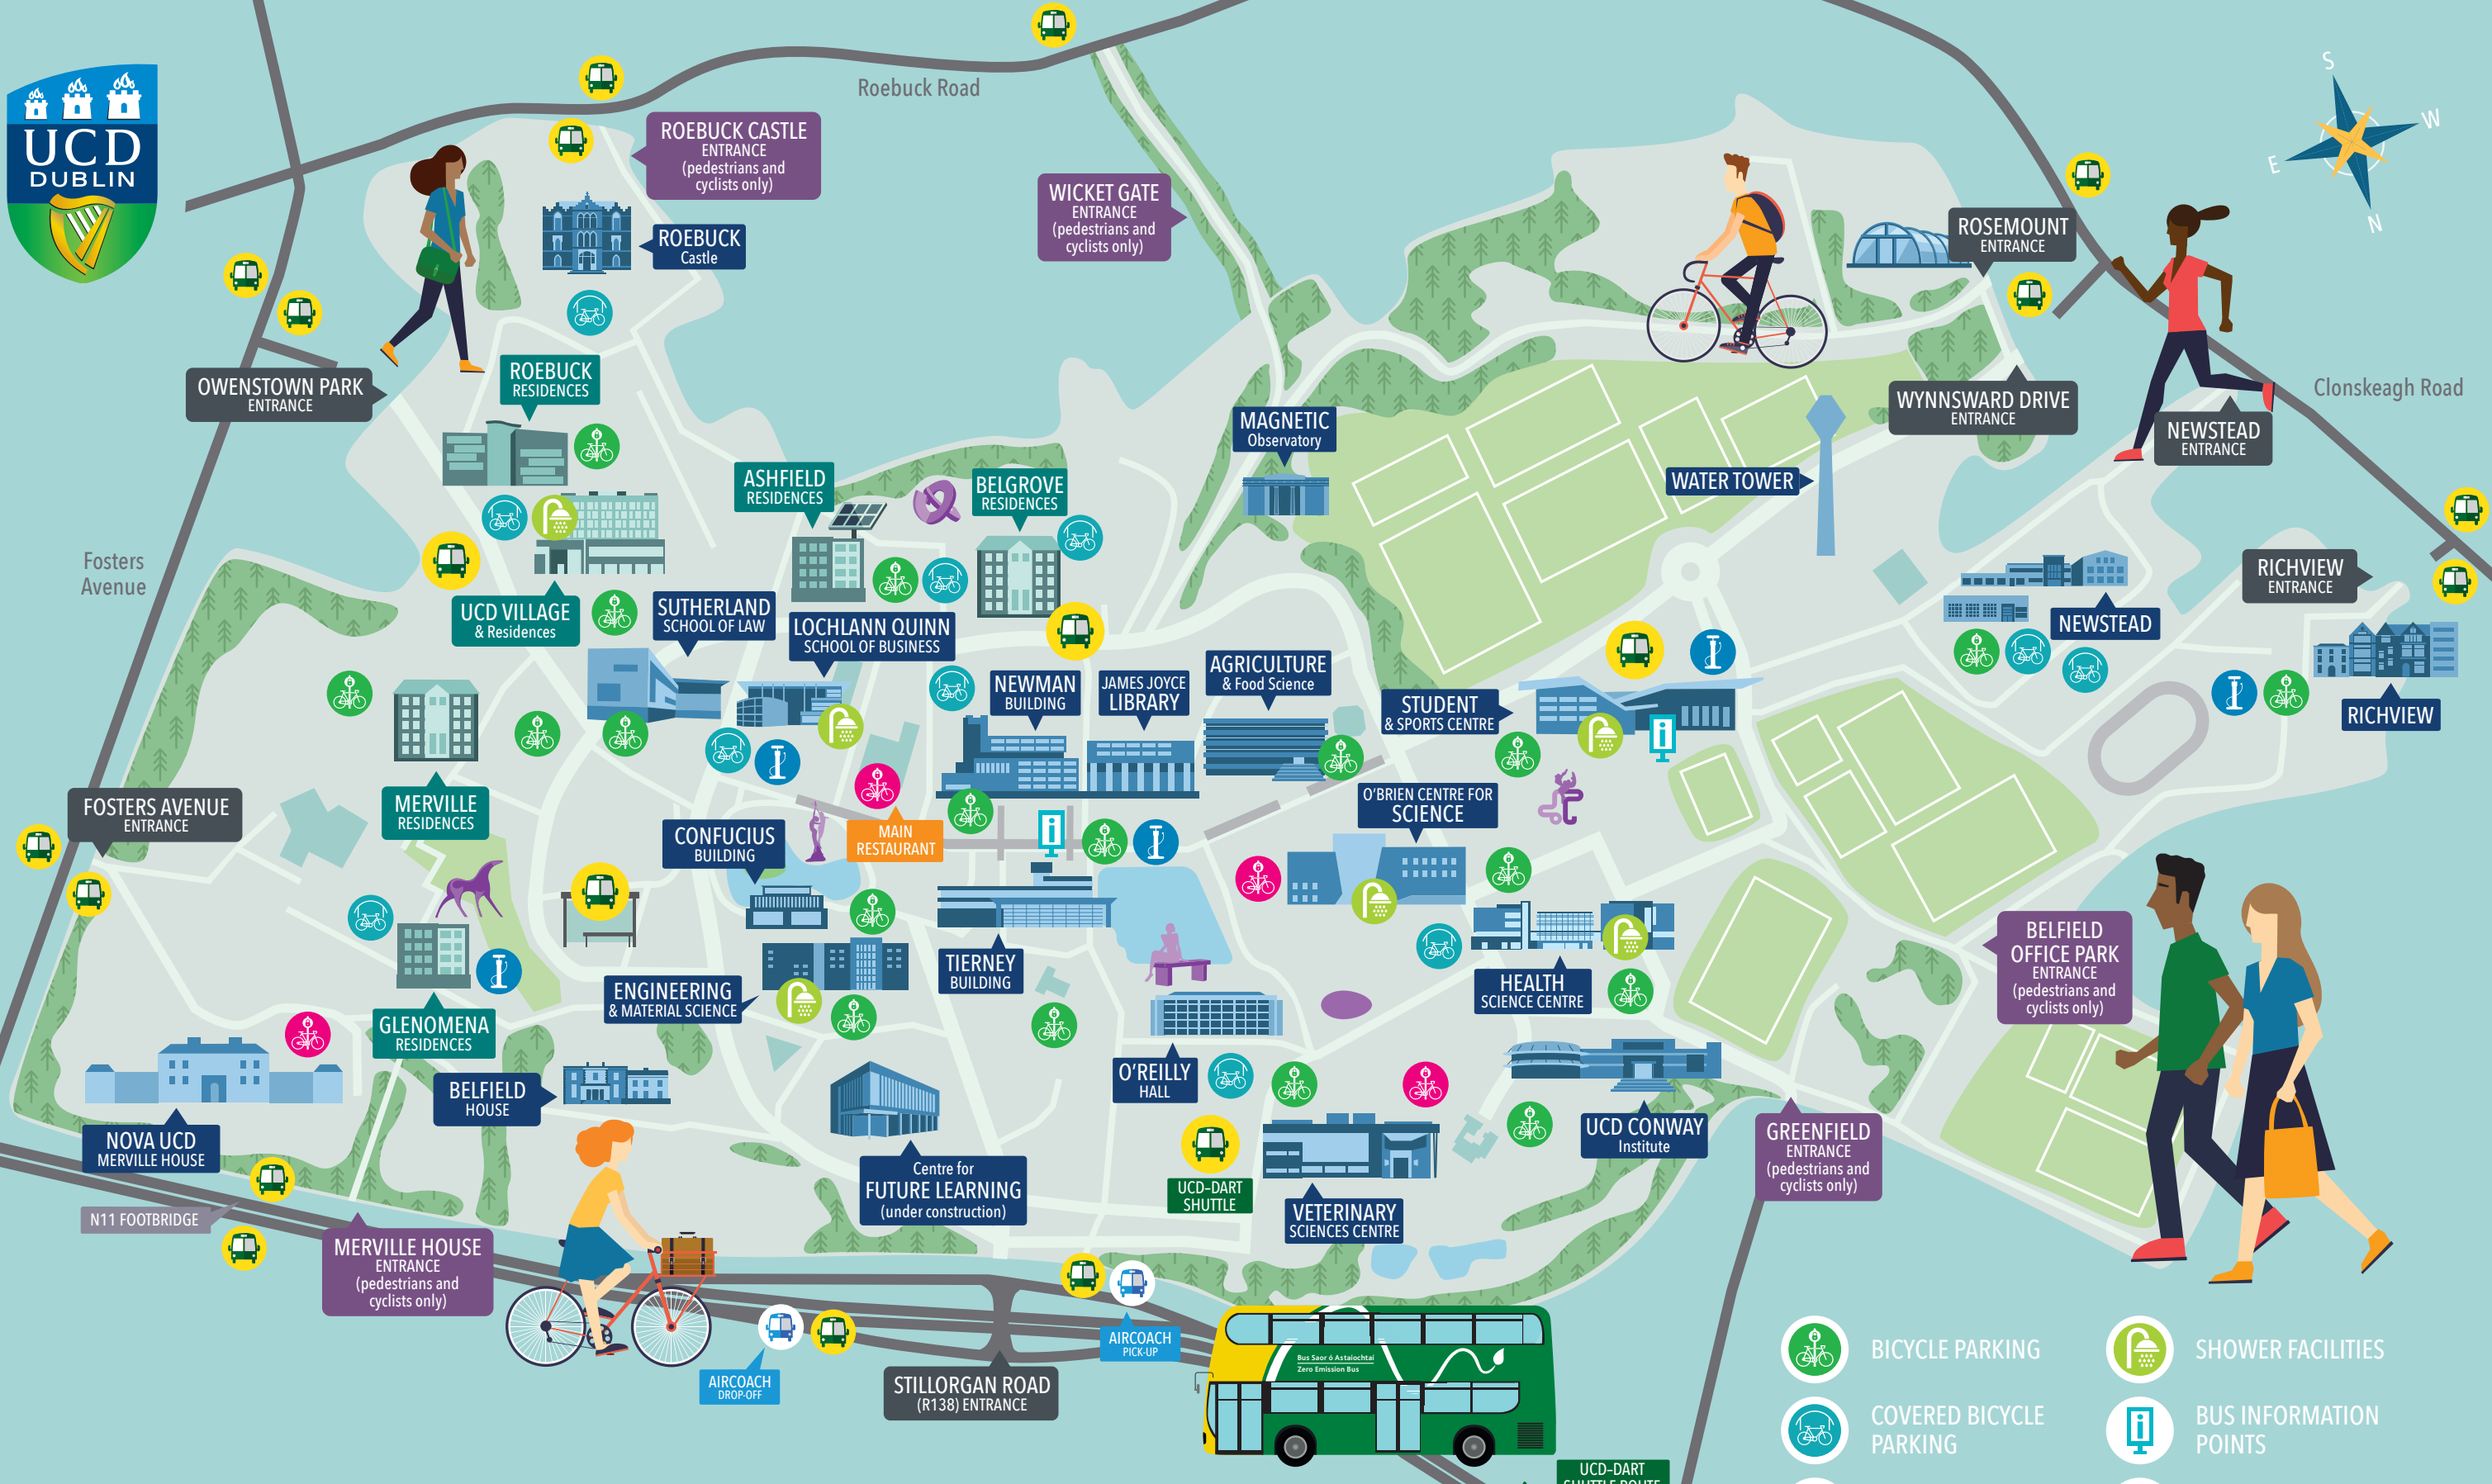 UCD
DUBLIN
Roebuck Road
ROEBUCK CASTLE
ENTRANCE
(pedestrians and
cyclists only)
ROEBUCK
Castle
WICKET GATE
ENTRANCE
(pedestrians and
cyclists only)
S
W
E
N
ROSEMOUNT
ENTRANCE
OWENSTOWN PARK
ENTRANCE
ROEBUCK
RESIDENCES
WYNNSWARD DRIVE
ENTRANCE
Clonskeagh Road
NEWSTEAD
ENTRANCE
MAGNETIC
Observatory
WATER TOWER
ASHFIELD
RESIDENCES
BELGROVE
RESIDENCES
Fosters
Avenue
RICHVIEW
ENTRANCE
UCD VILLAGE
& Residences
SUTHERLAND
SCHOOL OF LAW
LOCHLANN QUINN
SCHOOL OF BUSINESS
NEWSTEAD
NEWMAN
BUILDING
JAMES JOYCE
LIBRARY
AGRICULTURE
& Food Science
STUDENT
& SPORTS CENTRE
i
RICHVIEW
FOSTERS AVENUE
ENTRANCE
MERVILLE
RESIDENCES
CONFUCIUS
BUILDING
MAIN
RESTAURANT
i
O'BRIEN CENTRE FOR
SCIENCE
BELFIELD
OFFICE PARK
ENTRANCE
(pedestrians and
cyclists only)
TIERNEY
BUILDING
ENGINEERING
& MATERIAL SCIENCE
HEALTH
SCIENCE CENTRE
GLENOMENA
RESIDENCES
BELFIELD
HOUSE
O'REILLY
HALL
NOVA UCD
MERVILLE HOUSE
UCD CONWAY
Institute
GREENFIELD
ENTRANCE
(pedestrians and
cyclists only)
Centre for
FUTURE LEARNING
(under construction)
UCD-DART
SHUTTLE
VETERINARY
SCIENCES CENTRE
N11 FOOTBRIDGE
MERVILLE HOUSE
ENTRANCE
(pedestrians and
cyclists only)
AIRCOACH
PICK-UP
AIRCOACH
DROP-OFF
STILLORGAN ROAD
(R138) ENTRANCE
Bus Saor ó Astaíochtaí
Zero Emission Bus
BICYCLE PARKING
SHOWER FACILITIES
COVERED BICYCLE
PARKING
i
BUS INFORMATION
POINTS
UCD-DART
SHUTTLE ROUTE